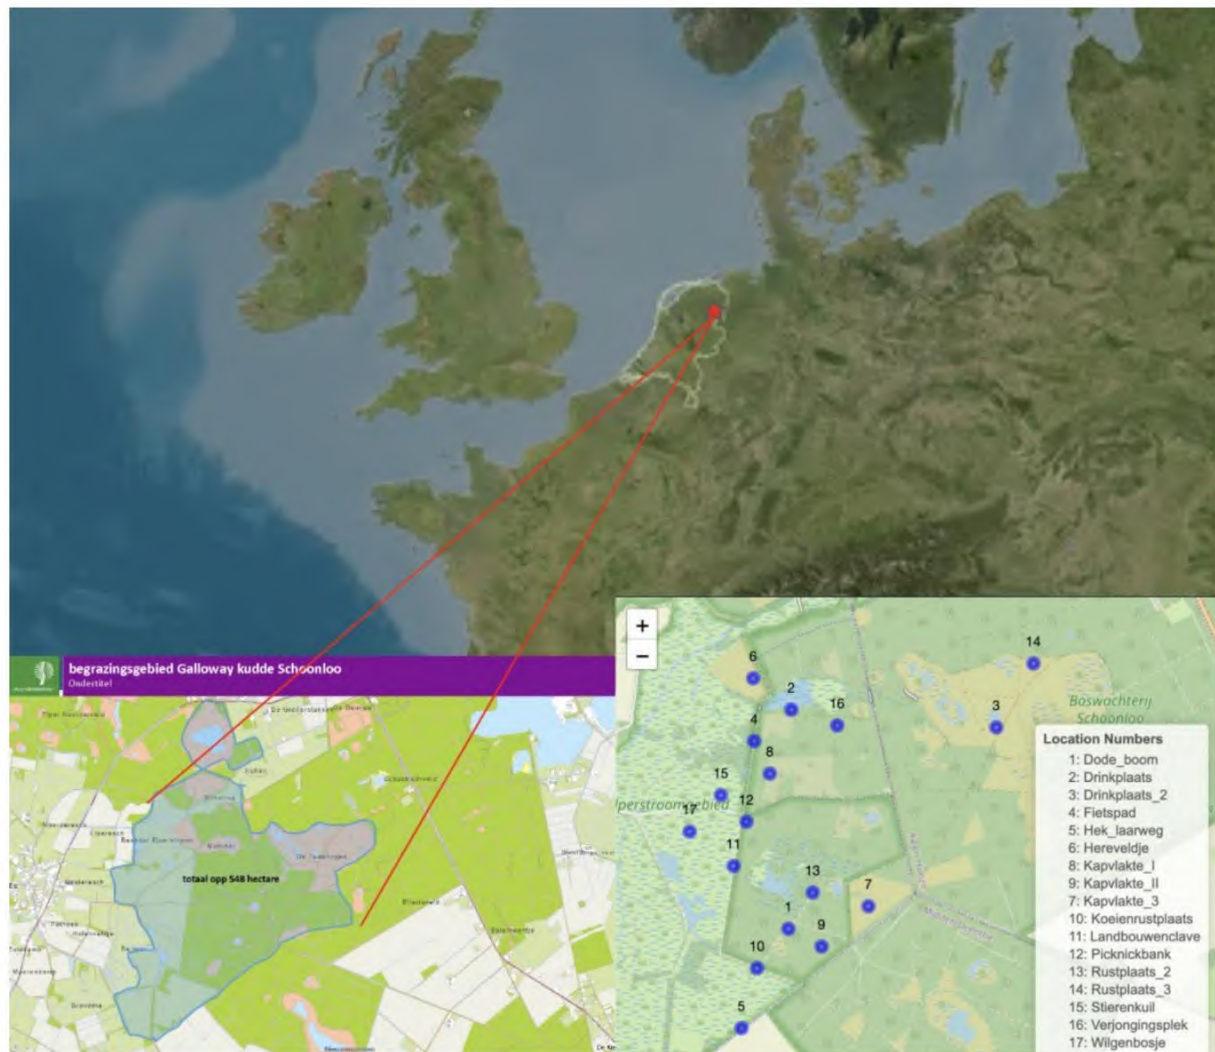 begrazingsgebied Galloway kudde Schoonloo
Ondertitel
totaal opp 548 hectare
+
−
14
6
2
16
3
4
8
15
12
17
11
13
7
1
9
10
5
Boswachterij
Schoonloo
lperstroomgebied
Location Numbers
1: Dode_boom
2: Drinkplaats
3: Drinkplaats_2
4: Fietspad
5: Hek_laarweg
6: Hereveldje
8: Kapvlakte_I
9: Kapvlakte_II
7: Kapvlakte_3
10: Koeienrustplaats
11: Landbouwenclave
12: Picknickbank
13: Rustplaats_2
14: Rustplaats_3
15: Stierenkuil
16: Verjongingsplek
17: Wilgenbosje